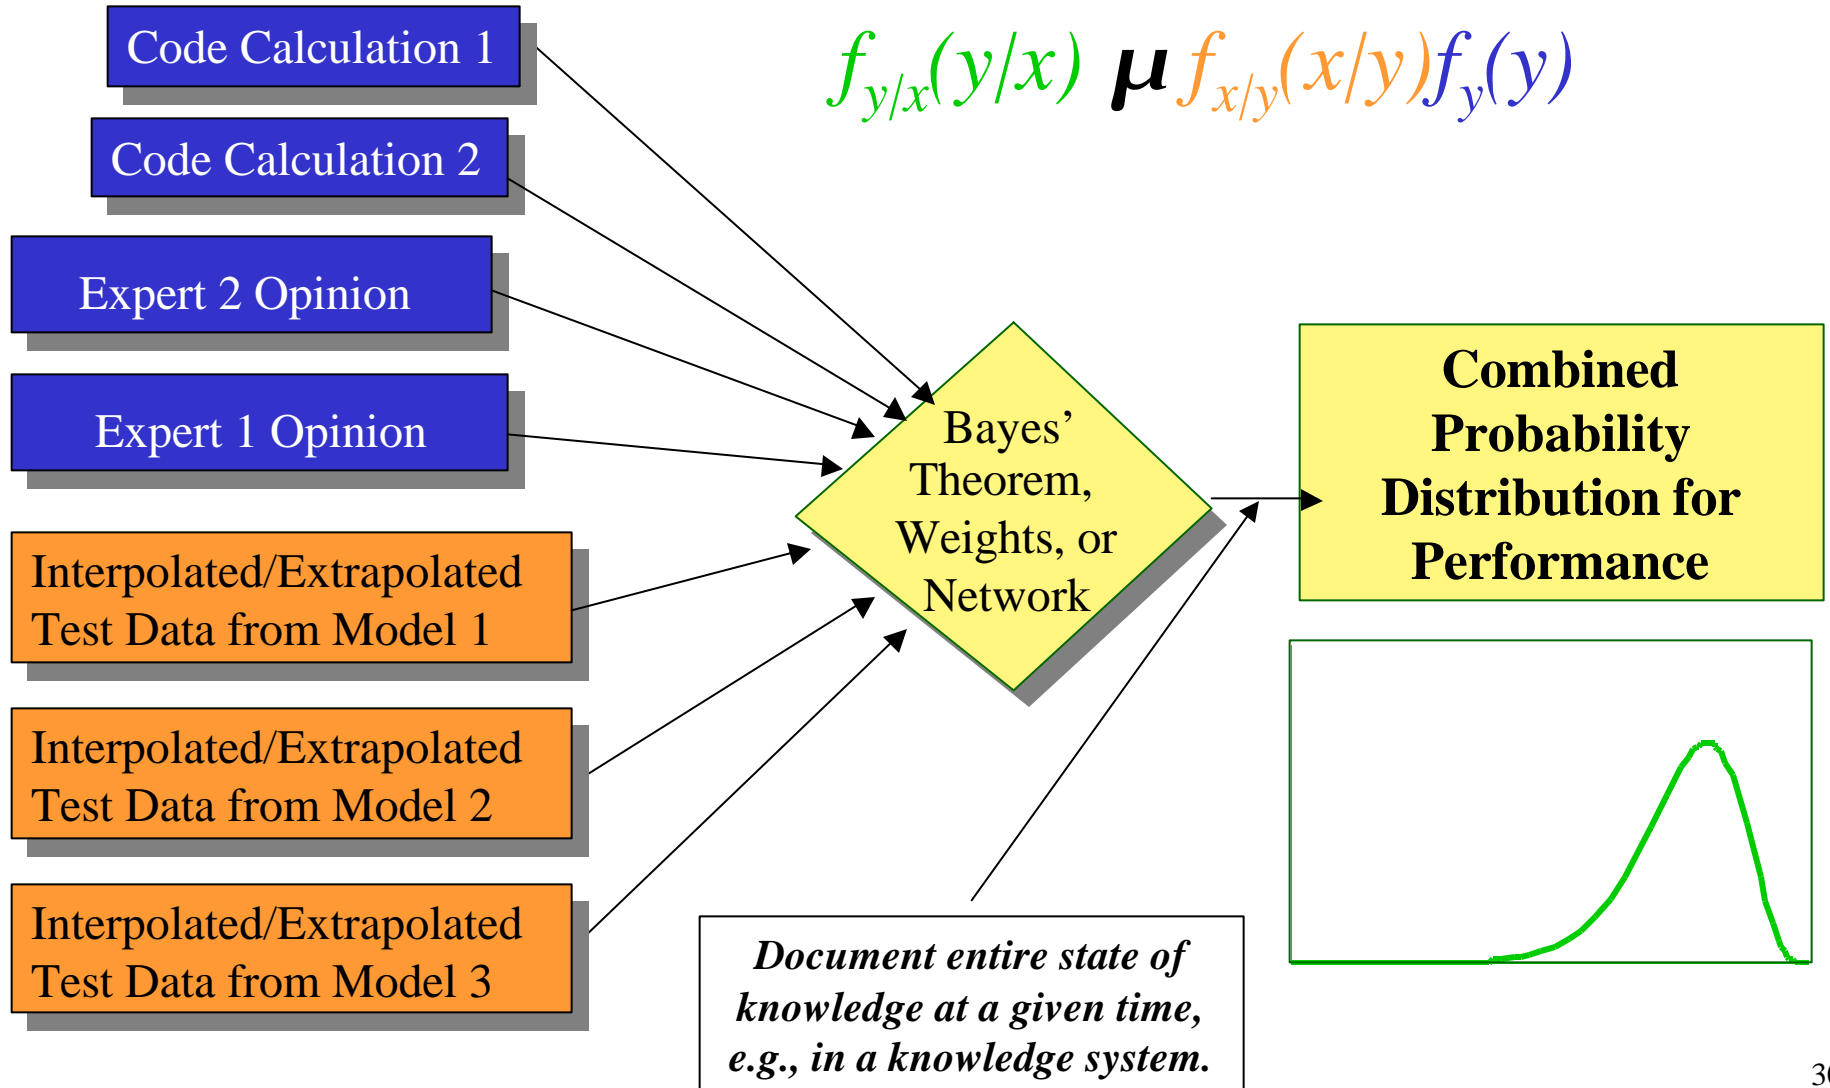 Code Calculation 1
f_{y/x}(y/x) μ f_{x/y}(x/y)f_y(y)
Code Calculation 2
Expert 2 Opinion
Expert 1 Opinion
Interpolated/Extrapolated
Test Data from Model 1
Interpolated/Extrapolated
Test Data from Model 2
Interpolated/Extrapolated
Test Data from Model 3
Bayes’
Theorem,
Weights, or
Network
Combined
Probability
Distribution for
Performance
Document entire state of
knowledge at a given time,
e.g., in a knowledge system.